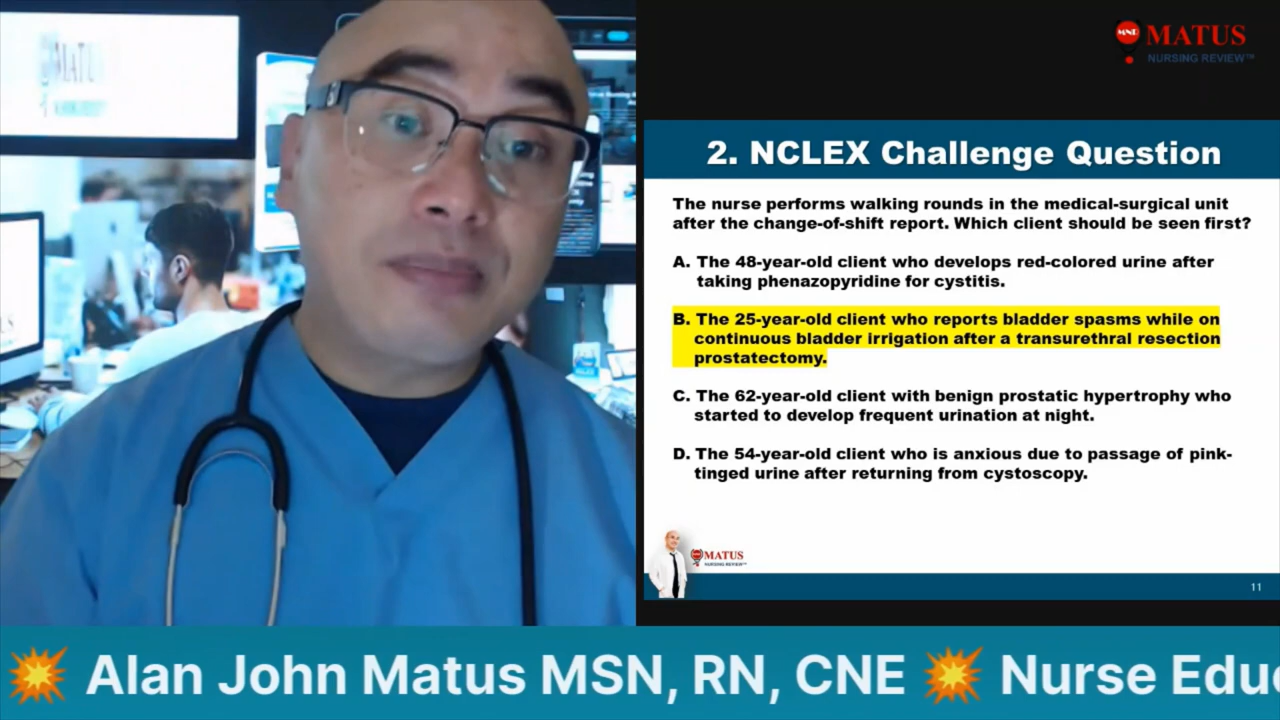 MATUS
MNR
MATUS
NURSING REVIEW™
2. NCLEX Challenge Question
The nurse performs walking rounds in the medical-surgical unit
after the change-of-shift report. Which client should be seen first?
A. The 48-year-old client who develops red-colored urine after
taking phenazopyridine for cystitis.
B. The 25-year-old client who reports bladder spasms while on
continuous bladder irrigation after a transurethral resection
prostatectomy.
C. The 62-year-old client with benign prostatic hypertrophy who
started to develop frequent urination at night.
D. The 54-year-old client who is anxious due to passage of pink-
tinged urine after returning from cystoscopy.
MATUS
NURSING REVIEW™
11
💥 Alan John Matus MSN, RN, CNE 💥 Nurse Edu